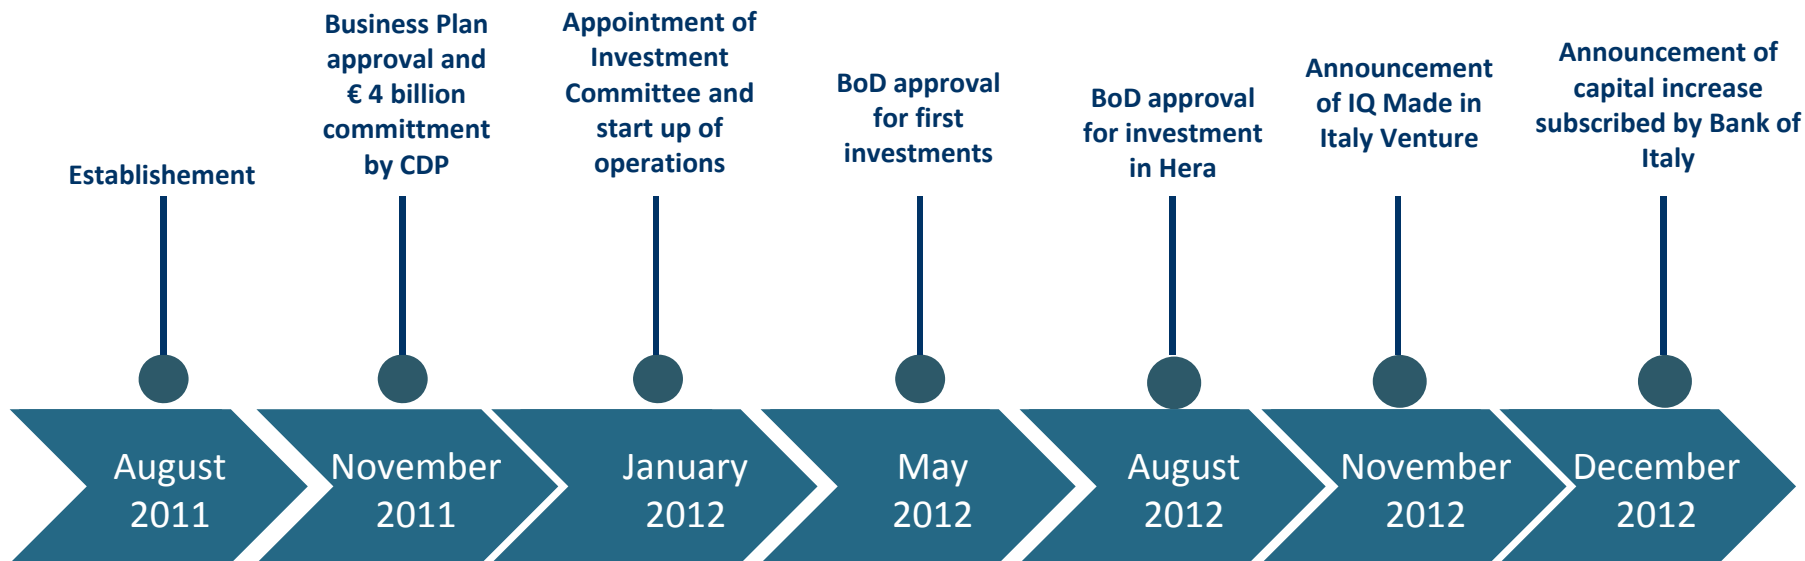 Establishement
Business Plan
approval and
€ 4 billion
committment
by CDP
Appointment of
Investment
Committee and
start up of
operations
BoD approval
for first
investments
BoD approval
for investment
in Hera
Announcement
of IQ Made in
Italy Venture
Announcement of
capital increase
subscribed by Bank of
Italy
August
2011
November
2011
January
2012
May
2012
August
2012
November
2012
December
2012